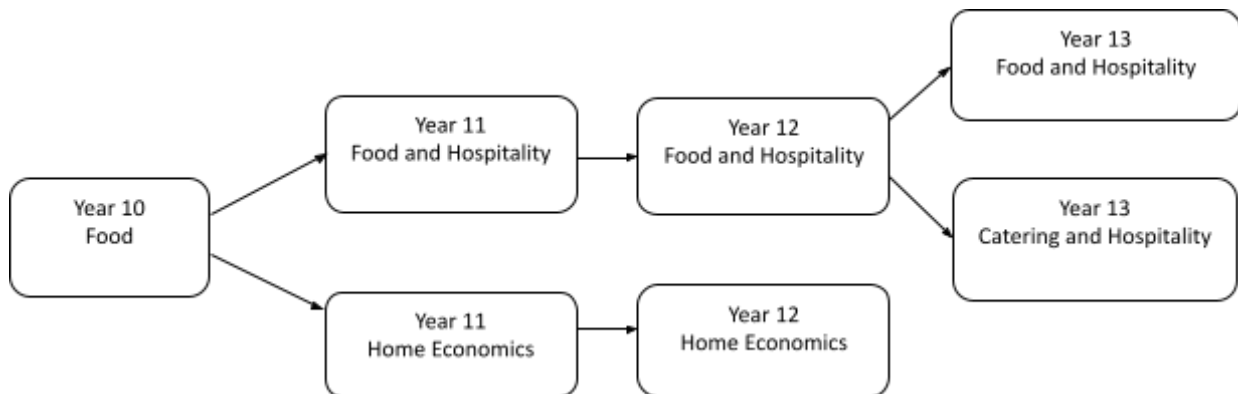 Year 10
Food
Year 11
Food and Hospitality
Year 12
Food and Hospitality
Year 13
Food and Hospitality
Year 13
Catering and Hospitality
Year 11
Home Economics
Year 12
Home Economics